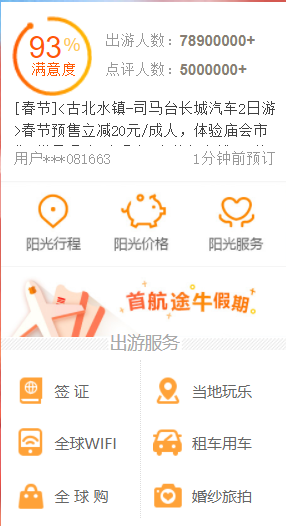 93%
满意度
出游人数：78900000+
点评人数：5000000+
[春节]<古北水镇-司马台长城汽车2日游
>春节预售立减20元/成人，体验庙会市
用户***081663
1分钟前预订
阳光行程
阳光价格
阳光服务
首航途牛假期
出游服务
签 证
当地玩乐
全球WIFI
租车用车
全 球 购
婚纱旅拍